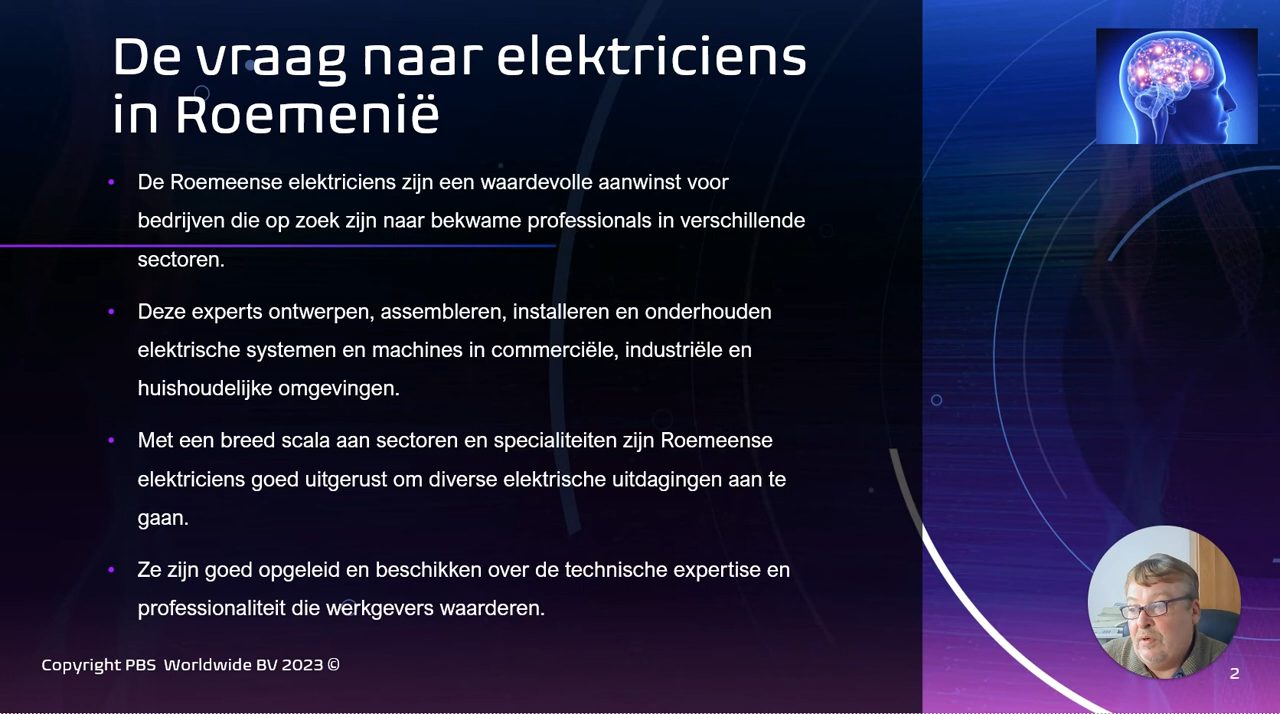 De vraag naar elektriciens
in Roemenië
• De Roemeense elektriciens zijn een waardevolle aanwinst voor
bedrijven die op zoek zijn naar bekwame professionals in verschillende
sectoren.
• Deze experts ontwerpen, assembleren, installeren en onderhouden
elektrische systemen en machines in commerciële, industriële en
huishoudelijke omgevingen.
• Met een breed scala aan sectoren en specialiteiten zijn Roemeense
elektriciens goed uitgerust om diverse elektrische uitdagingen aan te
gaan.
• Ze zijn goed opgeleid en beschikken over de technische expertise en
professionaliteit die werkgevers waarderen.
Copyright PBS Worldwide BV 2023 ©
2